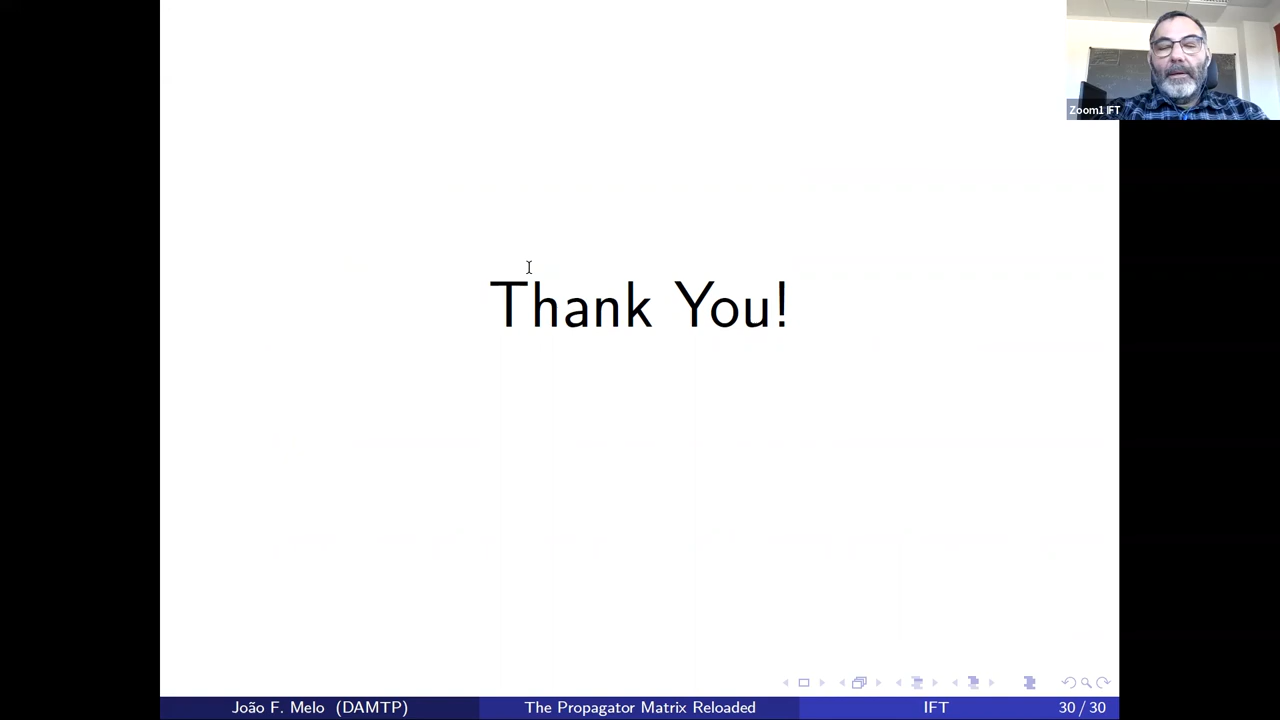 Zoom1 IFT
Thank You!
João F. Melo (DAMTP)
The Propagator Matrix Reloaded
IFT
30 / 30